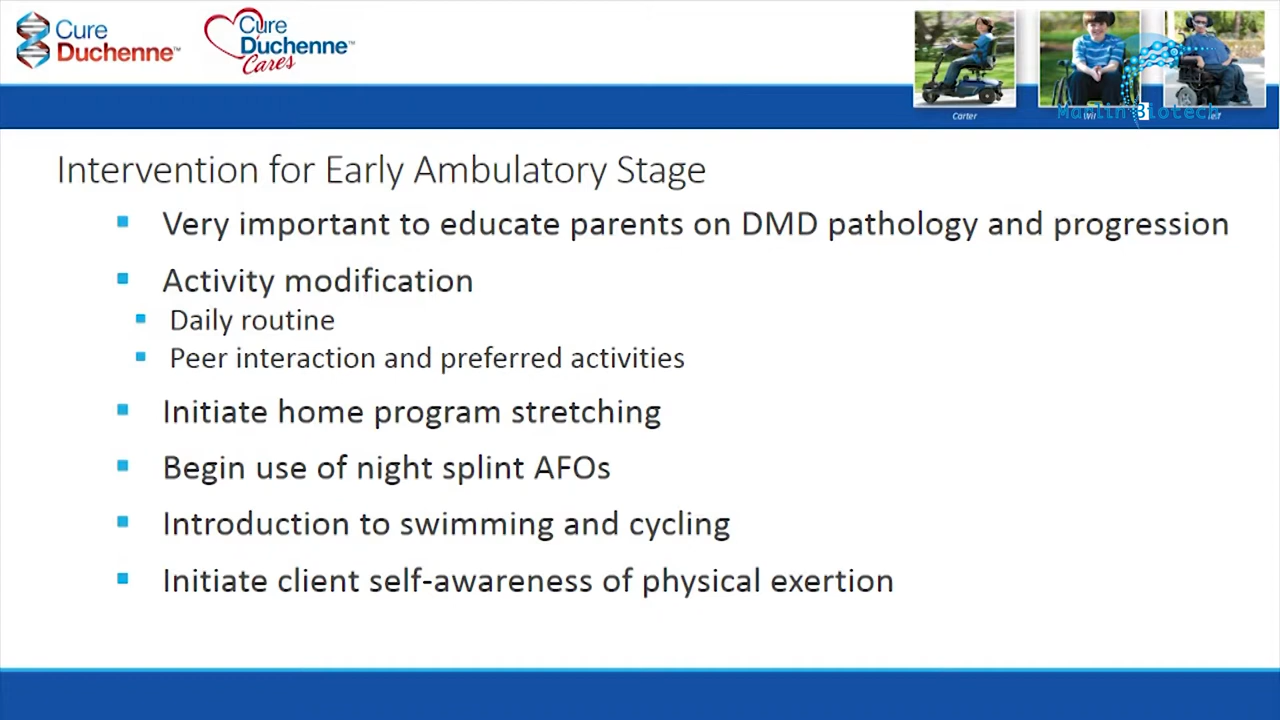 Cure
Duchenne™
Cure
Duchenne™
Cares
Carter
Manlin Biotech
Intervention for Early Ambulatory Stage
Very important to educate parents on DMD pathology and progression
Activity modification
Daily routine
Peer interaction and preferred activities
Initiate home program stretching
Begin use of night splint AFOs
Introduction to swimming and cycling
Initiate client self-awareness of physical exertion